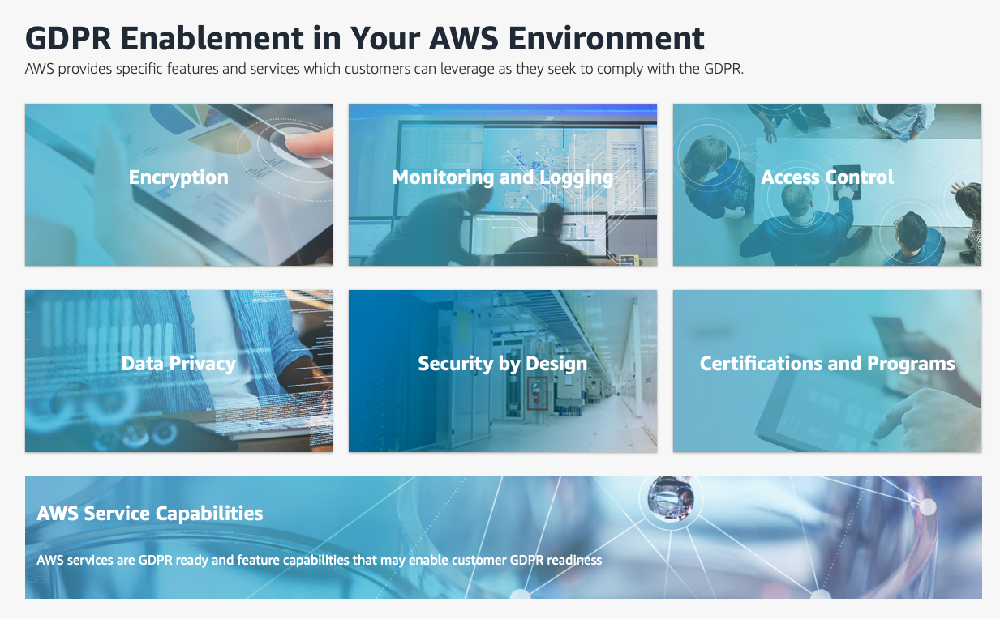 GDPR Enablement in Your AWS Environment
AWS provides specific features and services which customers can leverage as they seek to comply with the GDPR.
Encryption
Monitoring and Logging
Access Control
Data Privacy
Security by Design
Certifications and Programs
AWS Service Capabilities
AWS services are GDPR ready and feature capabilities that may enable customer GDPR readiness